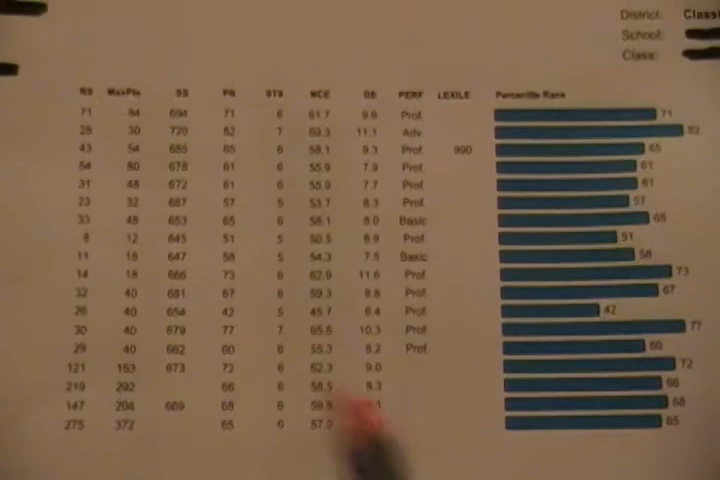 District: Classi
School:
Class:
RS MaxPts SS PR STS NCE GE PERF LEXILE Percentile Rank
71 84 694 71 6 61.7 9.6 Prof. 71
28 30 720 82 7 69.3 11.1 Adv. 82
43 54 685 65 6 58.1 9.3 Prof. 990 65
54 80 678 61 6 55.9 7.9 Prof. 61
31 48 672 61 6 55.9 7.7 Prof. 61
23 32 687 57 5 53.7 8.3 Prof. 57
33 48 653 65 6 58.1 8.0 Basic 65
8 12 645 51 5 50.5 6.9 Prof. 51
11 18 647 58 5 54.3 7.5 Basic 58
14 18 666 73 6 62.9 11.6 Prof. 73
32 40 681 67 6 59.3 8.8 Prof. 67
26 40 654 42 5 45.7 6.4 Prof. 42
30 40 679 77 7 65.6 10.3 Prof. 77
29 40 662 60 6 55.3 8.2 Prof. 60
121 153 673 72 6 62.3 9.0 72
219 292 66 6 58.5 8.3 66
147 204 669 68 6 68
275 372 65 6 65